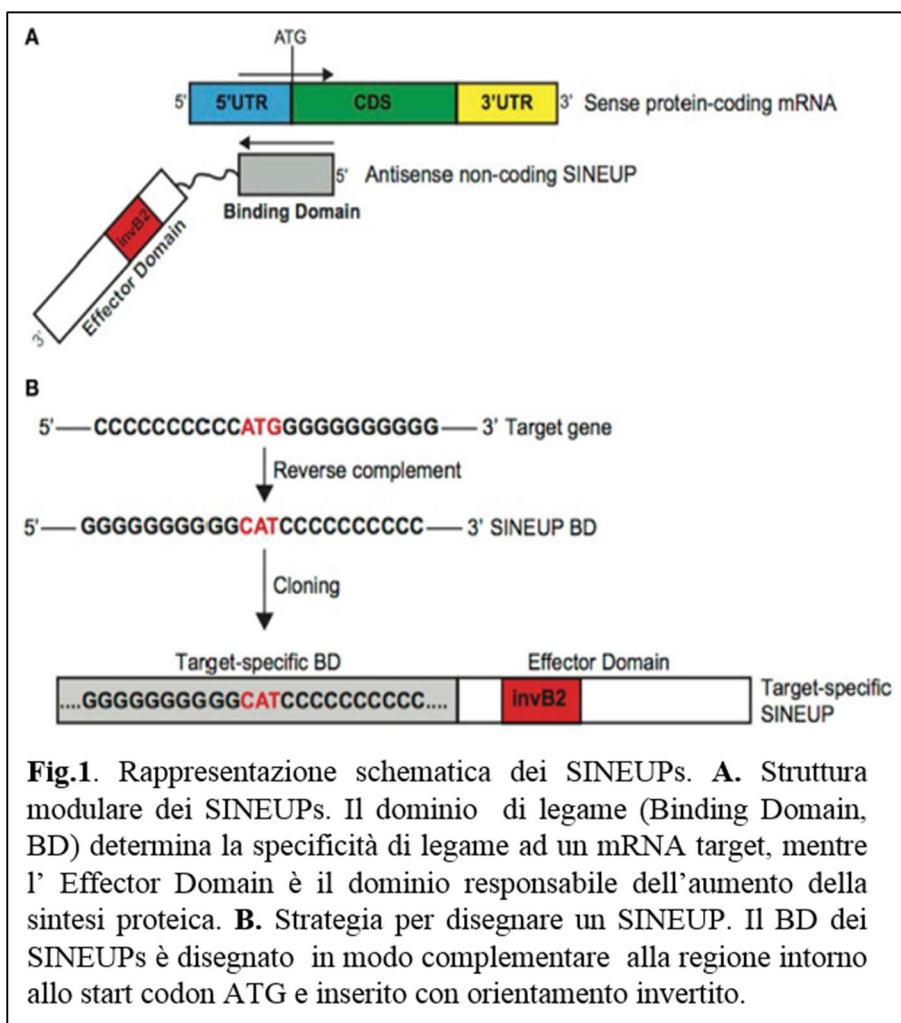 A
ATG
5' 5'UTR CDS 3'UTR 3' Sense protein-coding mRNA
5' Antisense non-coding SINEUP
Binding Domain
invB2
Effector Domain
3'
B
5' CCCCCCCCCCATGGGGGGGGGGG 3' Target gene
Reverse complement
5' GGGGGGGGGGCATCCCCCCCCCC 3' SINEUP BD
Cloning
Target-specific BD Effector Domain
....GGGGGGGGGGCATCCCCCCCCCC.... invB2 Target-specific
SINEUP
Fig.1. Rappresentazione schematica dei SINEUPs. A. Struttura
modulare dei SINEUPs. Il dominio di legame (Binding Domain,
BD) determina la specificità di legame ad un mRNA target, mentre
l' Effector Domain è il dominio responsabile dell'aumento della
sintesi proteica. B. Strategia per disegnare un SINEUP. Il BD dei
SINEUPs è disegnato in modo complementare alla regione intorno
allo start codon ATG e inserito con orientamento invertito.